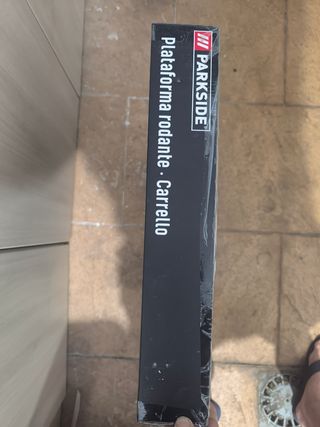 PARKSIDE
Plataforma rodante · Carrello